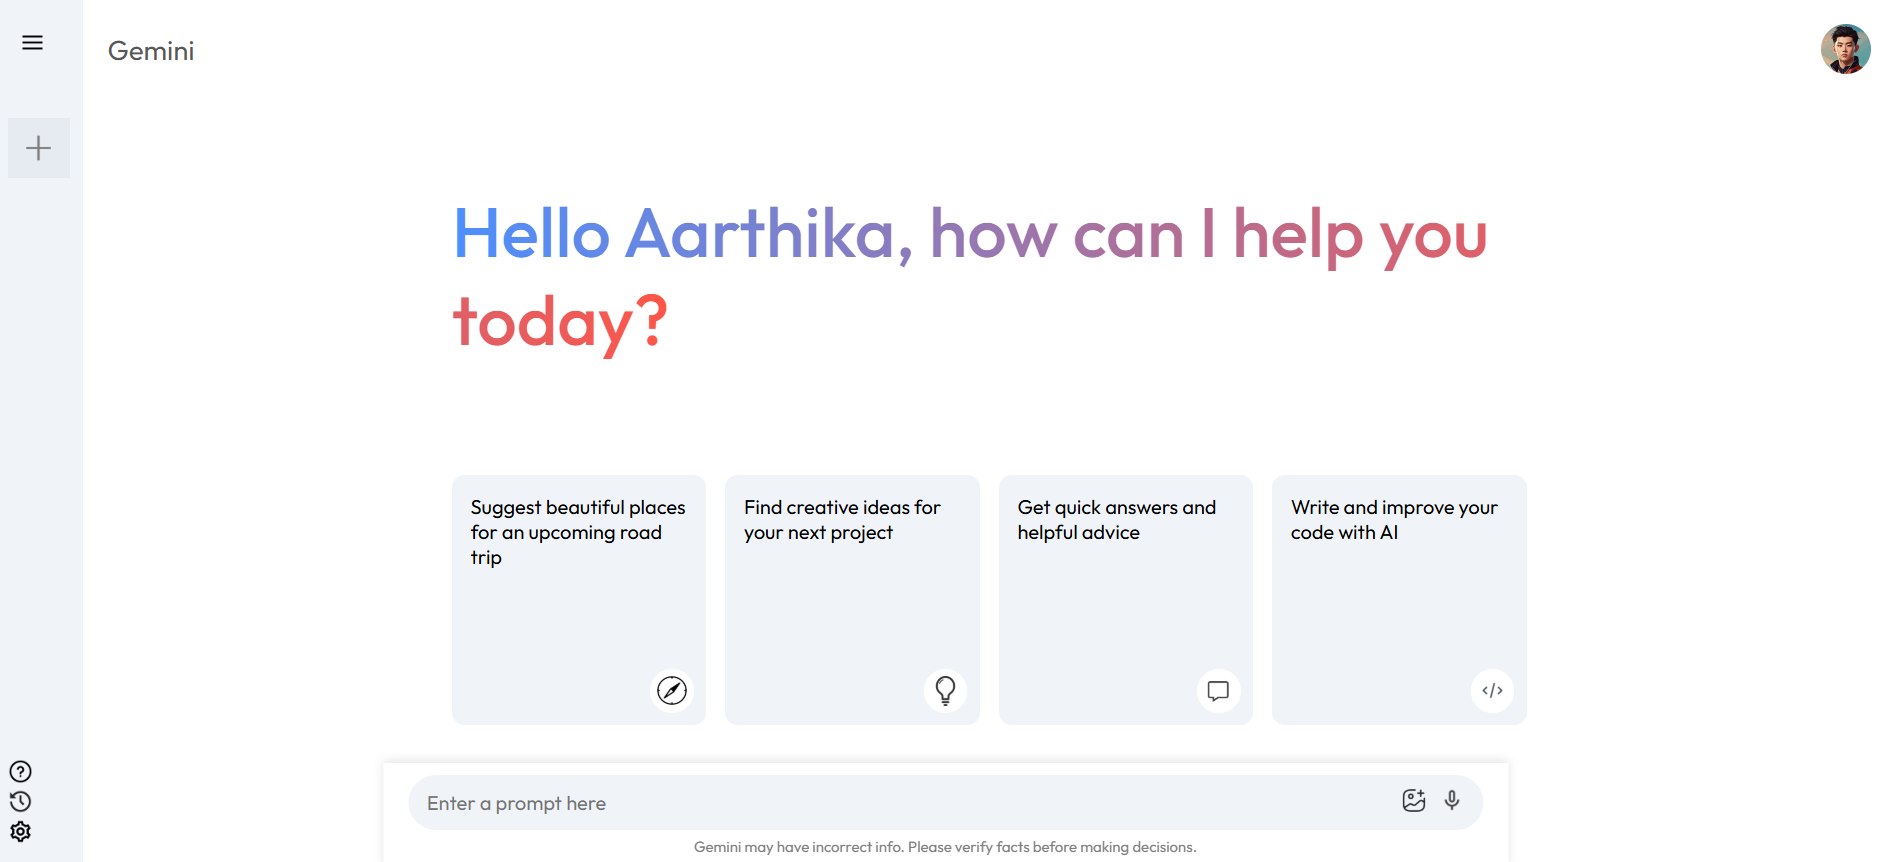 Gemini
Hello Aarthika, how can I help you
today?
Suggest beautiful places
for an upcoming road
trip
Find creative ideas for
your next project
Get quick answers and
helpful advice
Write and improve your
code with AI
Enter a prompt here
Gemini may have incorrect info. Please verify facts before making decisions.